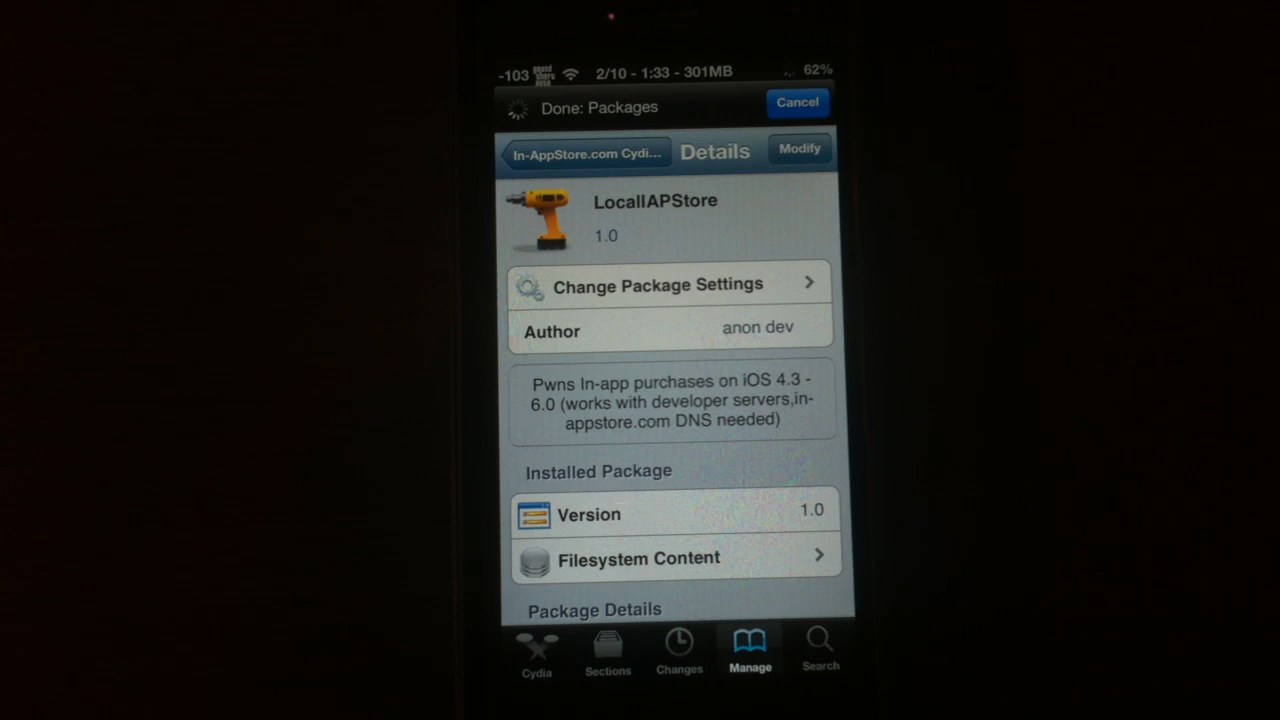 -103 grand theft auto 2/10 - 1:33 - 301MB 62%
Done: Packages Cancel
In-AppStore.com Cydi... Details Modify
LocalIAPStore
1.0
Change Package Settings
Author anon dev
Pwns In-app purchases on iOS 4.3 -
6.0 (works with developer servers,in-
appstore.com DNS needed)
Installed Package
Version 1.0
Filesystem Content
Package Details
Cydia Sections Changes Manage Search